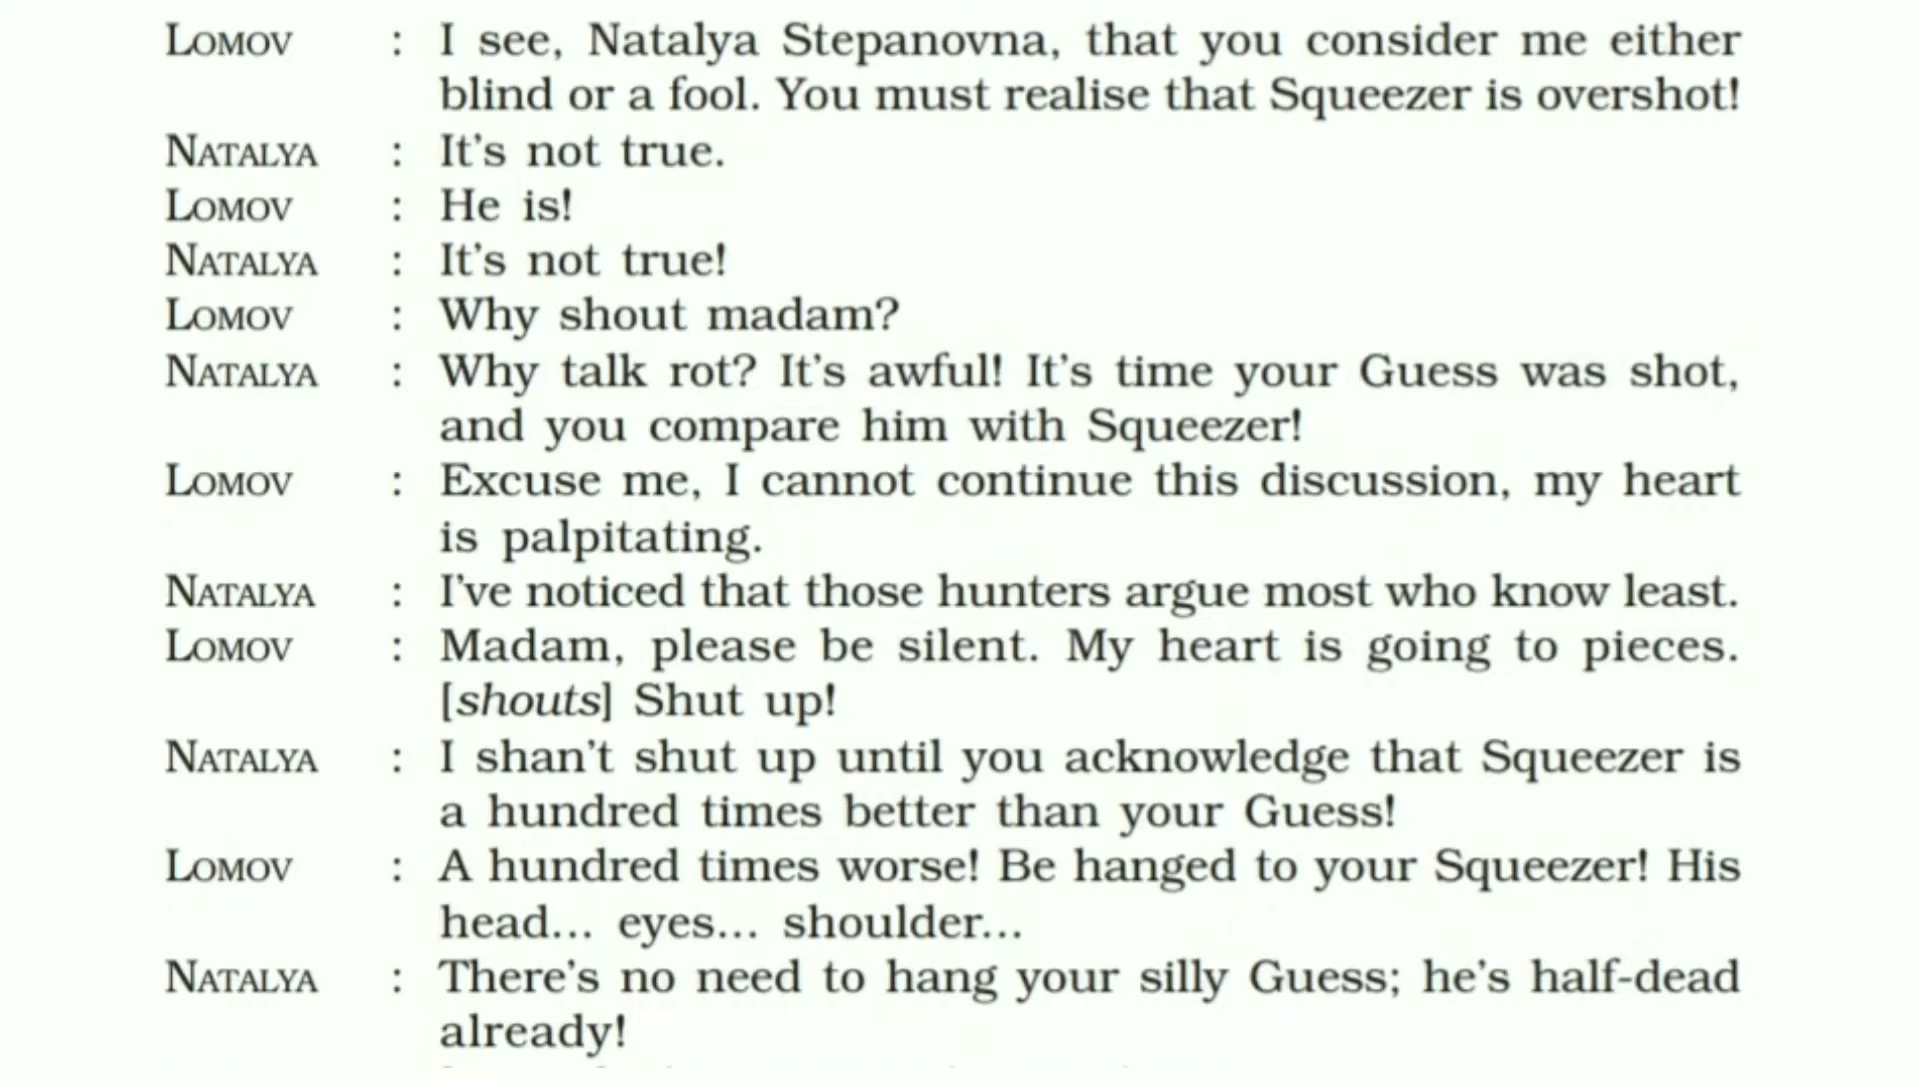 LOMOV : I see, Natalya Stepanovna, that you consider me either
blind or a fool. You must realise that Squeezer is overshot!
NATALYA : It's not true.
LOMOV : He is!
NATALYA : It's not true!
LOMOV : Why shout madam?
NATALYA : Why talk rot? It's awful! It's time your Guess was shot,
and you compare him with Squeezer!
LOMOV : Excuse me, I cannot continue this discussion, my heart
is palpitating.
NATALYA : I've noticed that those hunters argue most who know least.
LOMOV : Madam, please be silent. My heart is going to pieces.
[shouts] Shut up!
NATALYA : I shan't shut up until you acknowledge that Squeezer is
a hundred times better than your Guess!
LOMOV : A hundred times worse! Be hanged to your Squeezer! His
head... eyes... shoulder...
NATALYA : There's no need to hang your silly Guess; he's half-dead
already!